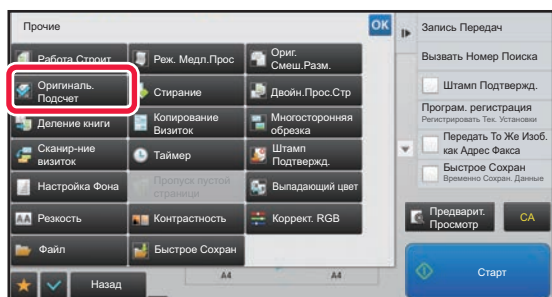 Прочие
OK
Работа Строит
Реж. Медл.Прос
Ориг.
Смеш.Разм.
Оригиналь.
Подсчет
Стирание
Двойн.Прос.Стр
Деление книги
Копирование
Визиток
Многосторонняя
обрезка
Сканир-ние
визиток
Таймер
Штамп
Подтвержд.
Настройка Фона
Пропуск пустой
страницы
Выпадающий цвет
Резкость
Контрастность
Коррект. RGB
Файл
Быстрое Сохран
Назад
A4
A4
Запись Передач
Вызвать Номер Поиска
Штамп Подтвержд.
Програм. регистрация
Регистрировать Тек. Установки
Передать То Же Изоб.
как Адрес Факса
Быстрое Сохран
Временно Сохран. Данные
Предварит.
Просмотр
CA
Старт